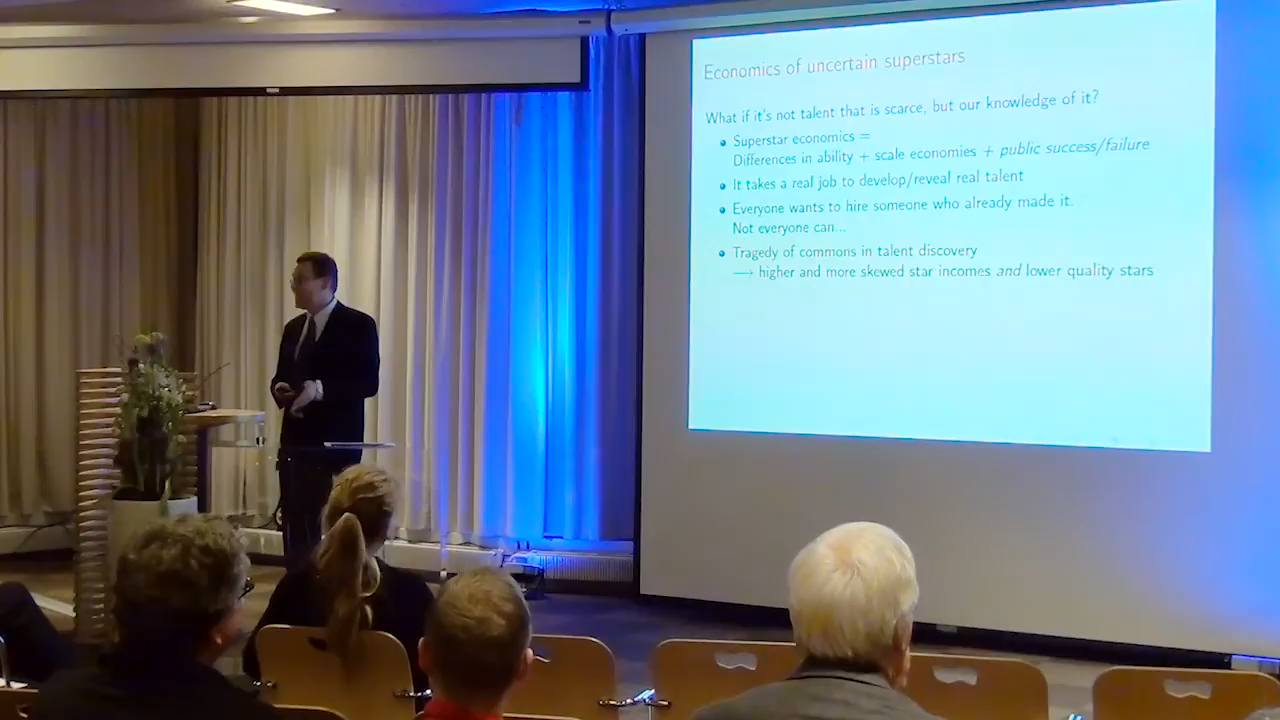 Economics of uncertain superstars
What if it's not talent that is scarce, but our knowledge of it?
Superstar economics =
Differences in ability + scale economies + public success/failure
It takes a real job to develop/reveal real talent
Everyone wants to hire someone who already made it.
Not everyone can...
Tragedy of commons in talent discovery
⟶ higher and more skewed star incomes and lower quality stars